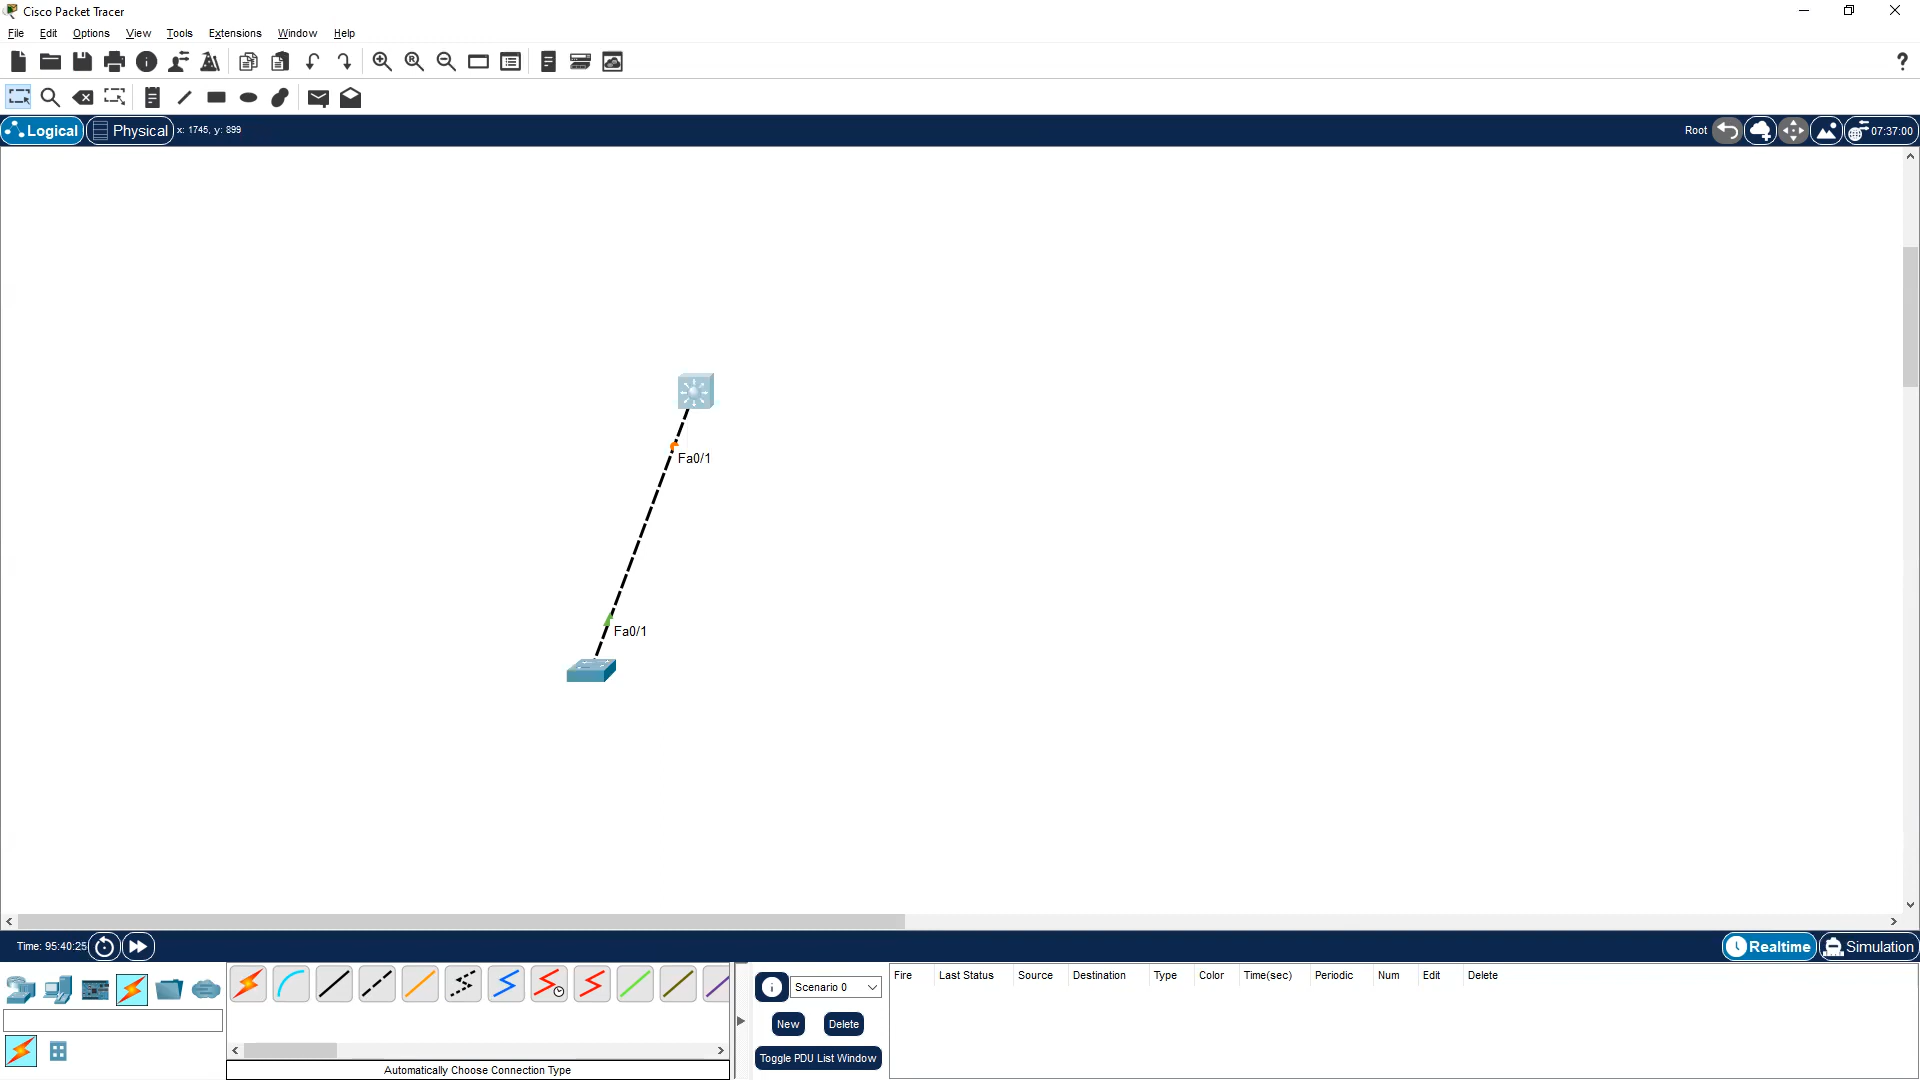 Cisco Packet Tracer
File Edit Options View Tools Extensions Window Help
?
Logical Physical x: 1745, y: 899 Root 07:37:00
Fa0/1
Fa0/1
Time: 95:40:25 Realtime Simulation
Scenario 0 Fire Last Status Source Destination Type Color Time(sec) Periodic Num Edit Delete
New Delete
Toggle PDU List Window
Automatically Choose Connection Type